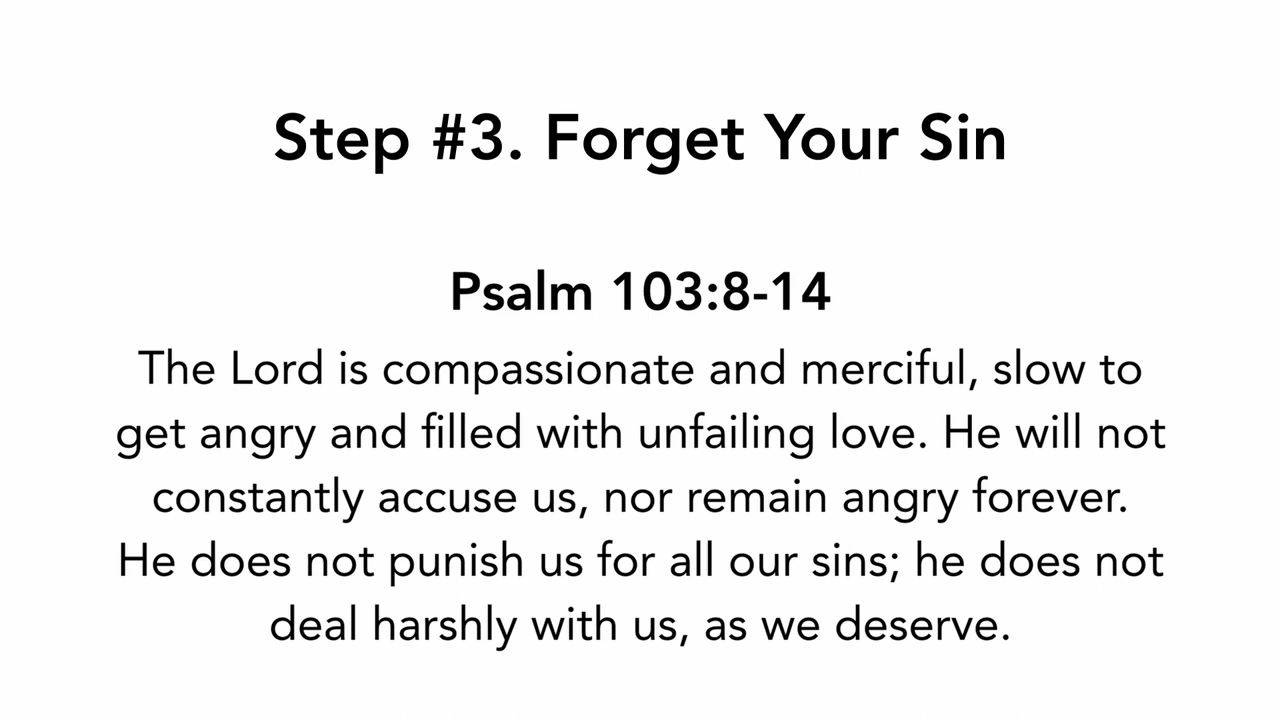 Step #3. Forget Your Sin
Psalm 103:8-14
The Lord is compassionate and merciful, slow to
get angry and filled with unfailing love. He will not
constantly accuse us, nor remain angry forever.
He does not punish us for all our sins; he does not
deal harshly with us, as we deserve.